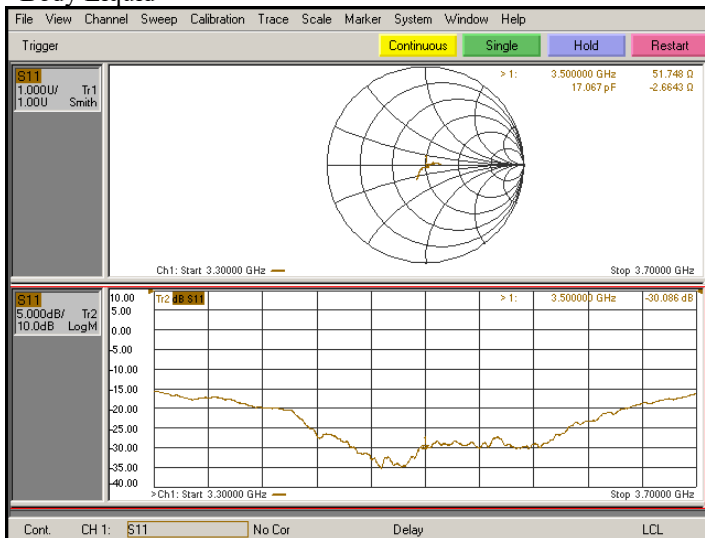 Body Liquid
File View Channel Sweep Calibration Trace Scale Marker System Window Help
Trigger Continuous Single Hold Restart
S11
1.000U/ Tr1
1.00U Smith
> 1: 3.500000 GHz 51.748 Ω
17.067 pF -2.6643 Ω
Ch1: Start 3.30000 GHz Stop 3.70000 GHz
S11
5.000dB/ Tr2
10.0dB LogM
Tr2 dB S11
> 1: 3.500000 GHz -30.086 dB
10.00
5.00
0.00
-5.00
-10.00
-15.00
-20.00
-25.00
-30.00
-35.00
-40.00
>Ch1: Start 3.30000 GHz Stop 3.70000 GHz
Cont. CH 1: S11 No Cor Delay LCL